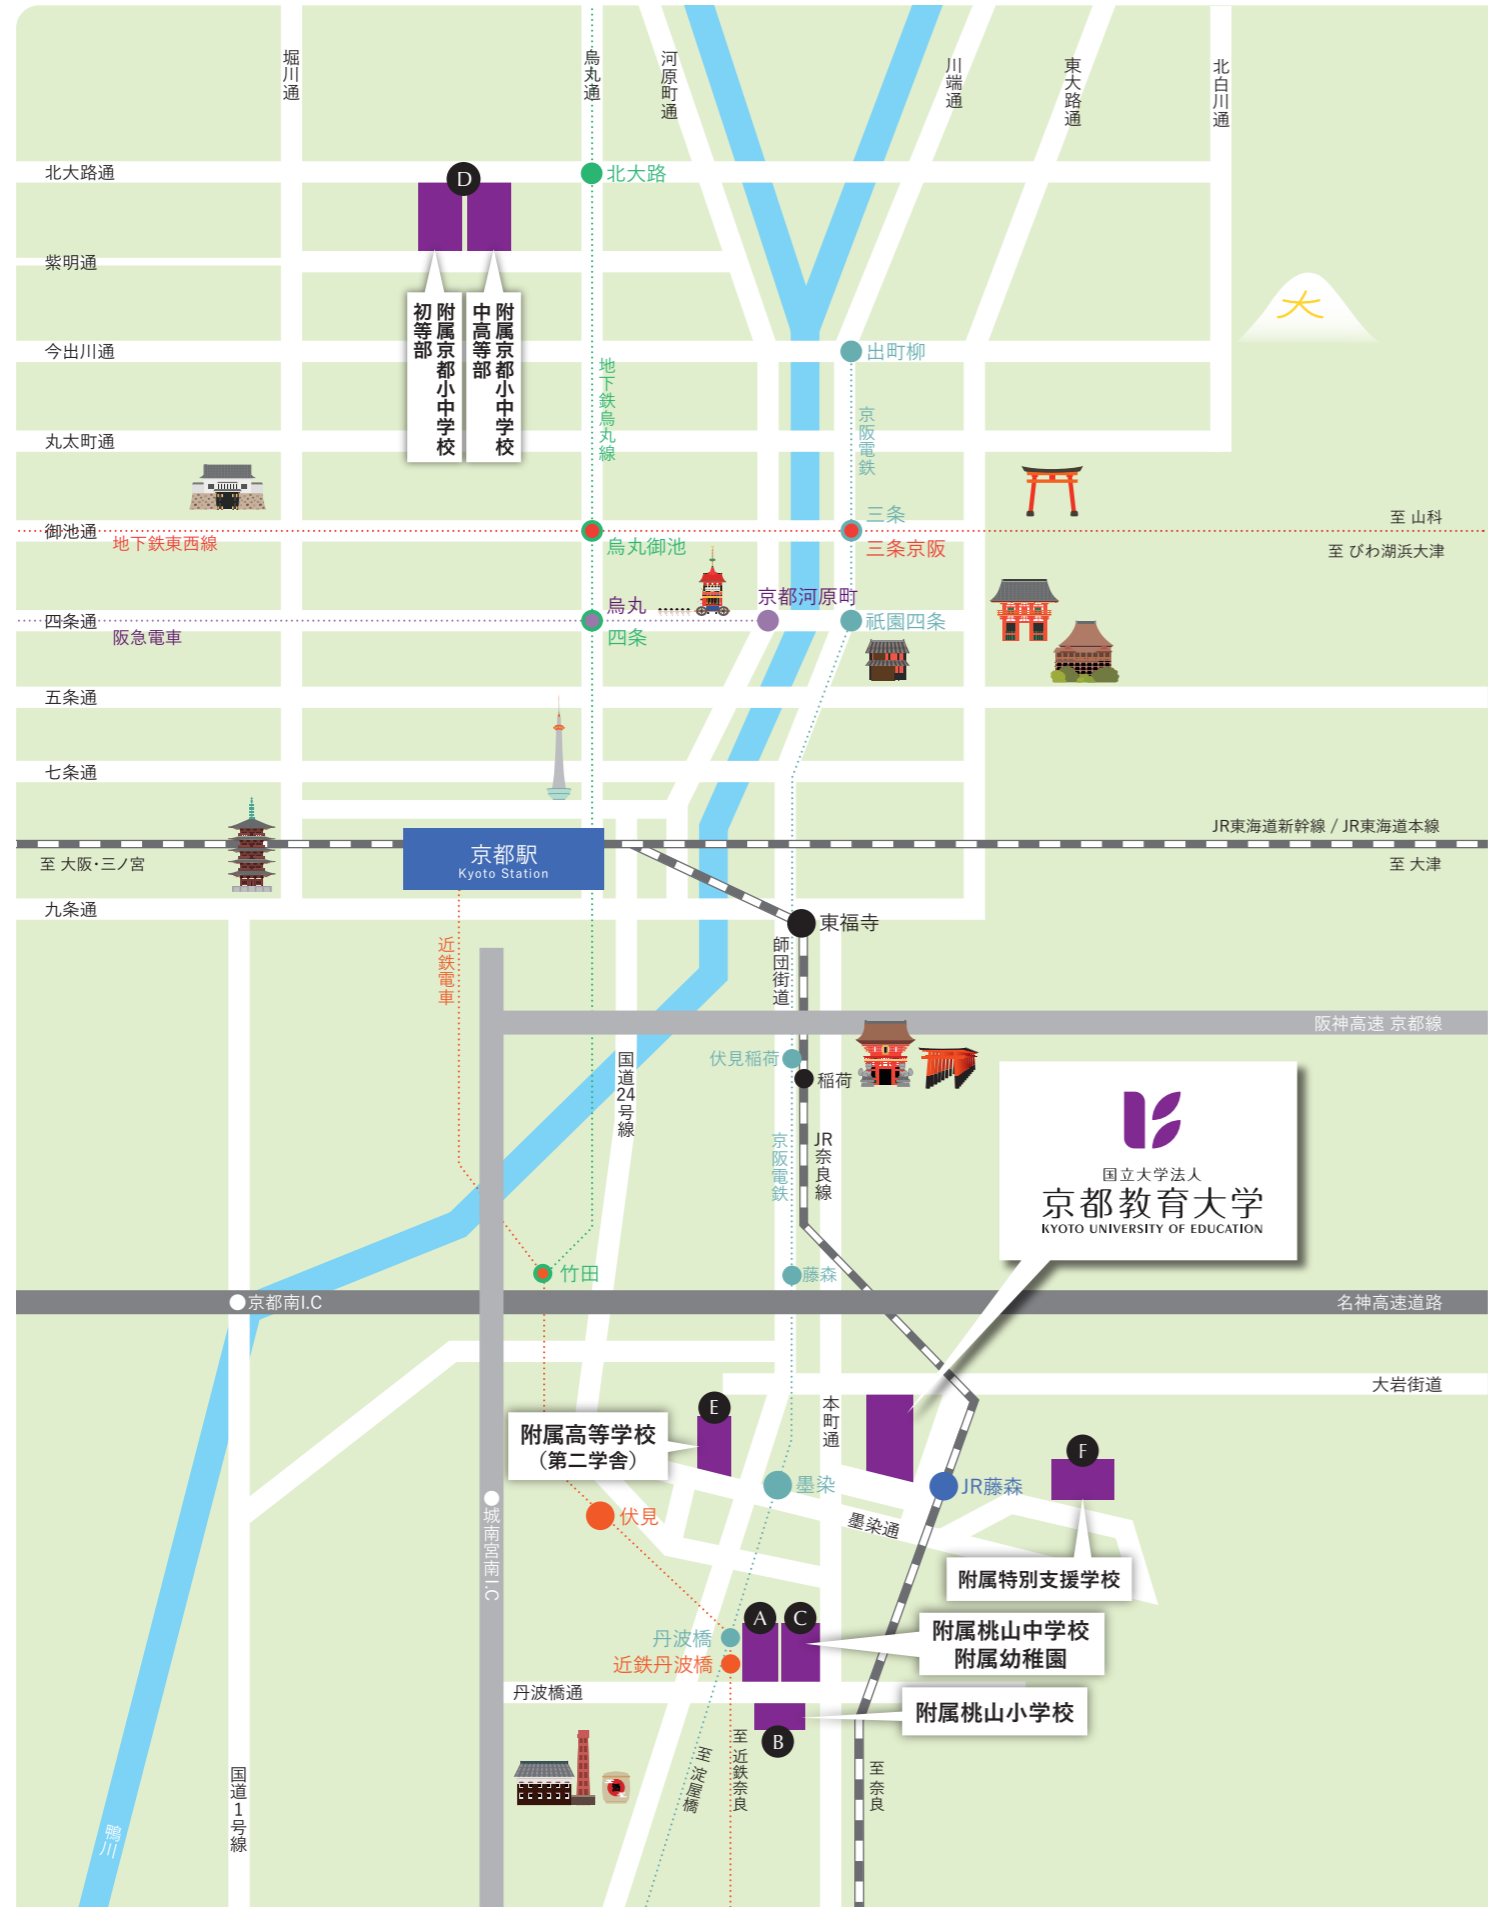 堀川通
烏丸通
河原町通
川端通
東大路通
北白川通
北大路通
D
北大路
紫明通
附属京都小中学校
初等部
附属京都小中学校
中高等部
大
今出川通
出町柳
地下鉄烏丸線
京阪電鉄
丸太町通
御池通
地下鉄東西線
烏丸御池
三条
三条京阪
至 山科
至 びわ湖浜大津
四条通
阪急電車
烏丸
四条
京都河原町
祇園四条
五条通
七条通
JR東海道新幹線 / JR東海道本線
至 大阪・三ノ宮
京都駅
Kyoto Station
至 大津
九条通
東福寺
近鉄電車
師団街道
阪神高速 京都線
国道24号線
伏見稲荷
稲荷
京阪電鉄
JR奈良線
国立大学法人
京都教育大学
KYOTO UNIVERSITY OF EDUCATION
竹田
藤森
京都南I.C
名神高速道路
大岩街道
本町通
E
附属高等学校
（第二学舎）
F
墨染
JR藤森
城南宮南I.C
伏見
墨染通
附属特別支援学校
A
C
丹波橋
近鉄丹波橋
附属桃山中学校
附属幼稚園
丹波橋通
附属桃山小学校
B
至 淀屋橋
至 近鉄奈良
至 奈良
国道1号線
鴨川